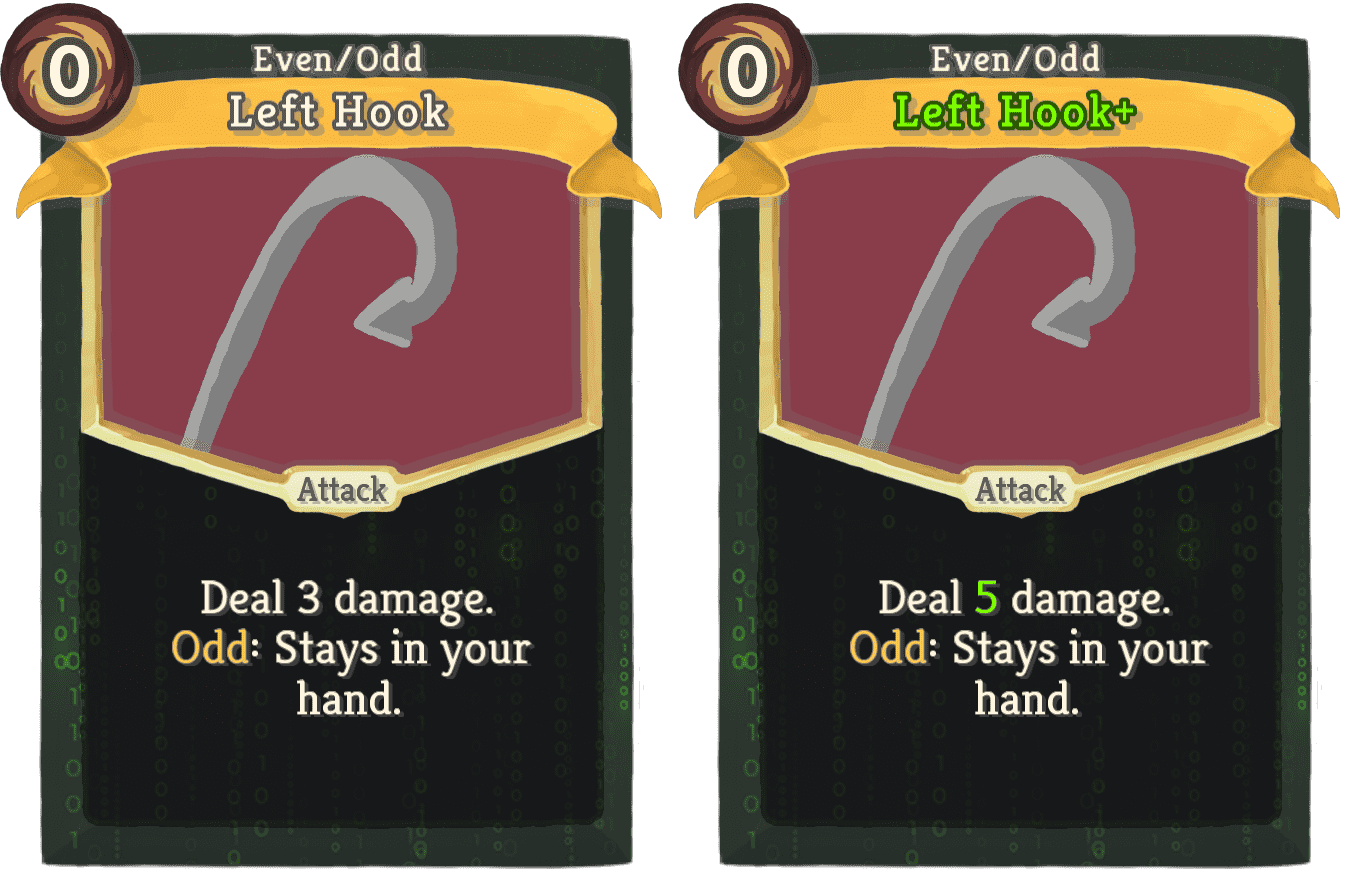 0
Even/Odd
Left Hook
Attack
Deal 3 damage.
Odd: Stays in your
hand.
0
Even/Odd
Left Hook+
Attack
Deal 5 damage.
Odd: Stays in your
hand.